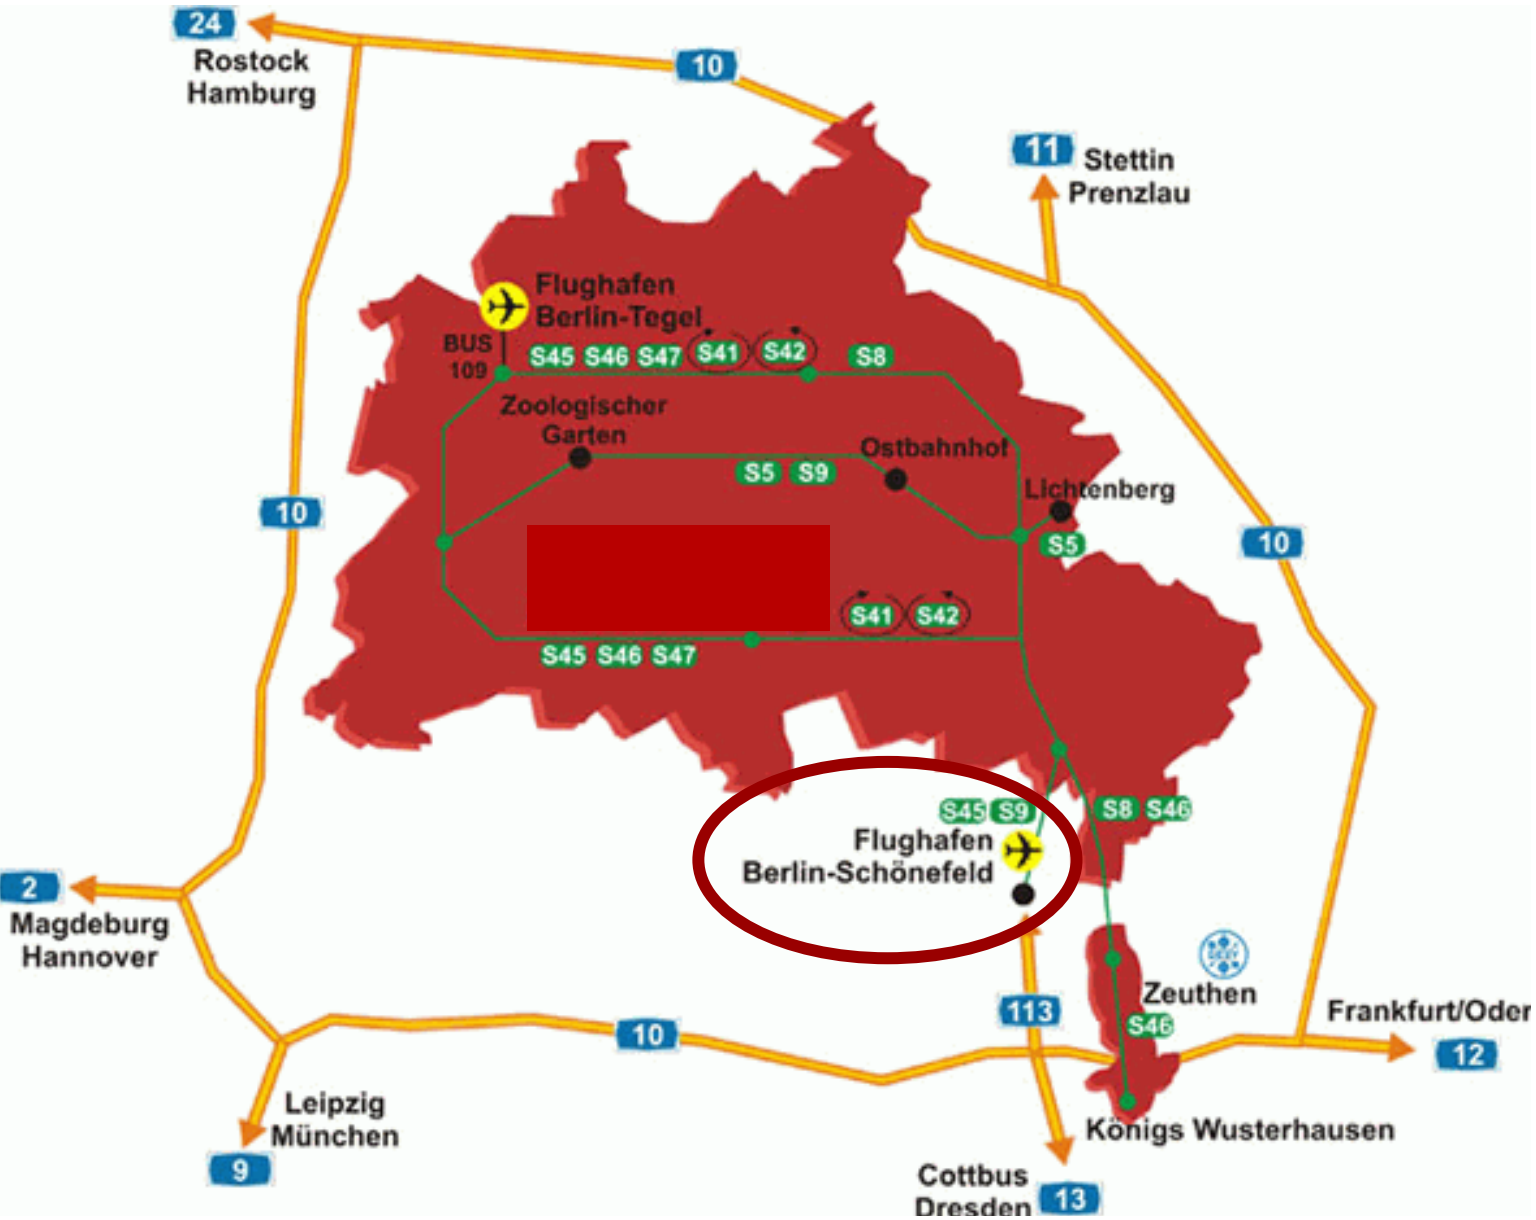 24
Rostock
Hamburg
10
11
Stettin
Prenzlau
Flughafen
Berlin-Tegel
BUS
109
S45 S46 S47 S41 S42 S8
Zoologischer
Garten
Ostbahnhof
S5 S9
Lichtenberg
S5
10
10
S41 S42
S45 S46 S47
S45 S9
S8 S46
Flughafen
Berlin-Schönefeld
2
Magdeburg
Hannover
DESY
Zeuthen
113
S46
Frankfurt/Oder
12
10
Leipzig
München
9
Königs Wusterhausen
Cottbus
Dresden
13